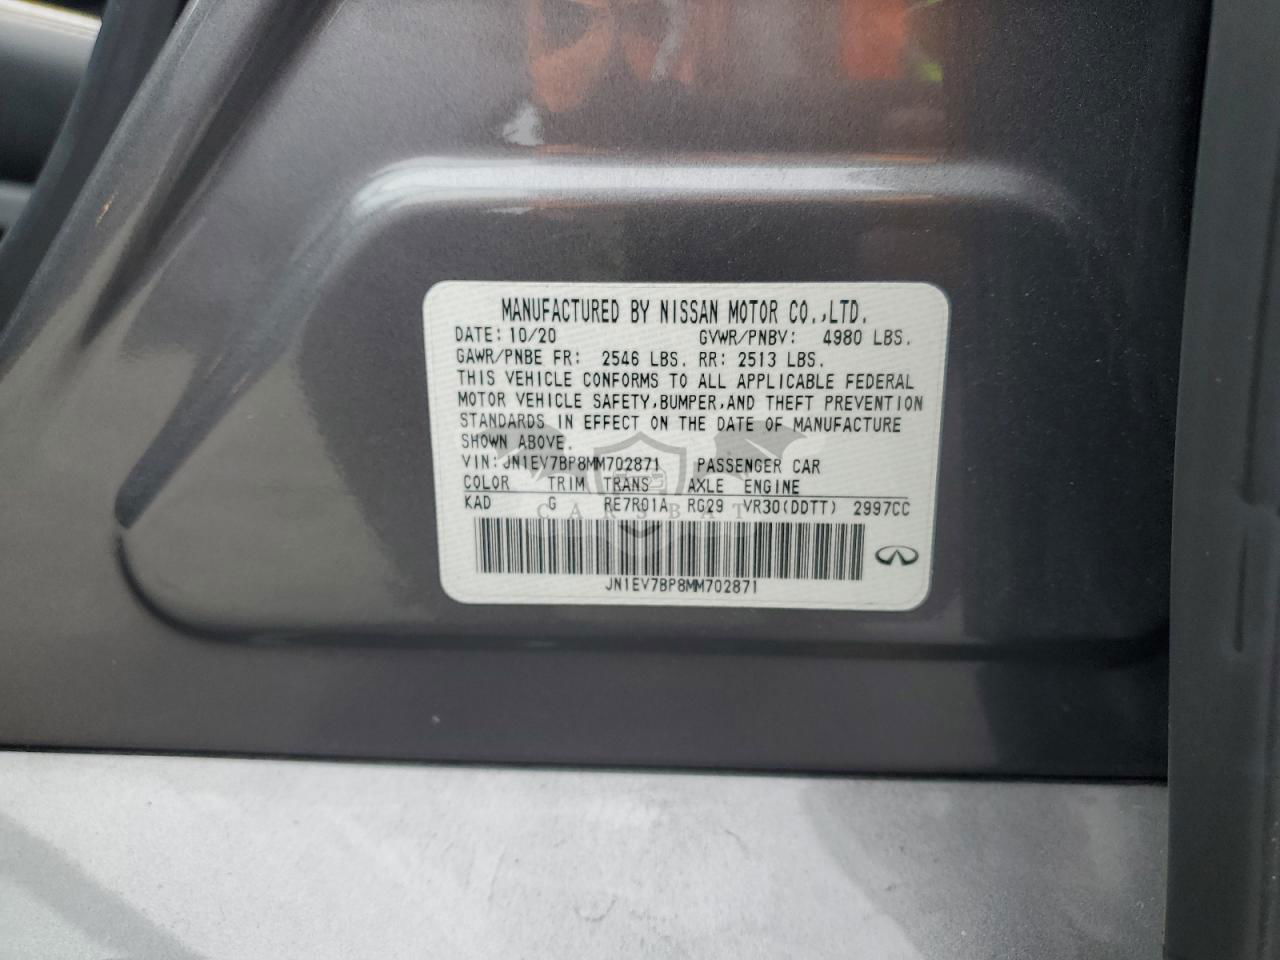 MANUFACTURED BY NISSAN MOTOR CO.,LTD.
DATE: 10/20 GVWR/PNBV: 4980 LBS.
GAWR/PNBE FR: 2546 LBS. RR: 2513 LBS.
THIS VEHICLE CONFORMS TO ALL APPLICABLE FEDERAL
MOTOR VEHICLE SAFETY,BUMPER,AND THEFT PREVENTION
STANDARDS IN EFFECT ON THE DATE OF MANUFACTURE
SHOWN ABOVE.
VIN: JN1EV7BP8MM702871 PASSENGER CAR
COLOR TRIM TRANS AXLE ENGINE
KAD G RE7R01A RG29 VR30(DDTT) 2997CC
CARSBAT
JN1EV7BP8MM702871